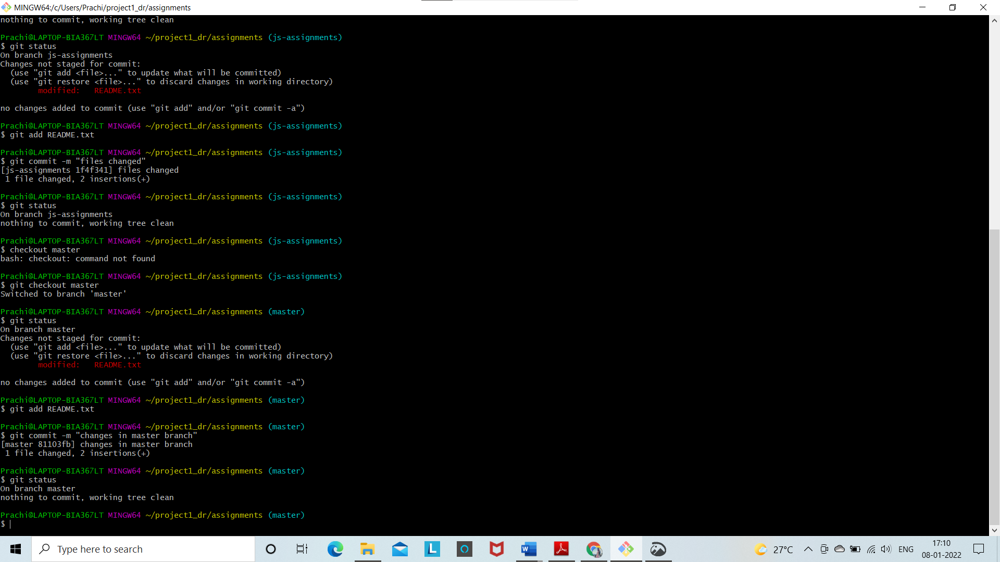 MINGW64:/c/Users/Prachi/project1_dr/assignments
nothing to commit, working tree clean
Prachi@LAPTOP-BIA367LT MINGW64 ~/project1_dr/assignments (js-assignments)
$ git status
On branch js-assignments
Changes not staged for commit:
  (use "git add <file>..." to update what will be committed)
  (use "git restore <file>..." to discard changes in working directory)
        modified:   README.txt
no changes added to commit (use "git add" and/or "git commit -a")
Prachi@LAPTOP-BIA367LT MINGW64 ~/project1_dr/assignments (js-assignments)
$ git add README.txt
Prachi@LAPTOP-BIA367LT MINGW64 ~/project1_dr/assignments (js-assignments)
$ git commit -m "files changed"
[js-assignments 1f4f341] files changed
 1 file changed, 2 insertions(+)
Prachi@LAPTOP-BIA367LT MINGW64 ~/project1_dr/assignments (js-assignments)
$ git status
On branch js-assignments
nothing to commit, working tree clean
Prachi@LAPTOP-BIA367LT MINGW64 ~/project1_dr/assignments (js-assignments)
$ checkout master
bash: checkout: command not found
Prachi@LAPTOP-BIA367LT MINGW64 ~/project1_dr/assignments (js-assignments)
$ git checkout master
Switched to branch 'master'
Prachi@LAPTOP-BIA367LT MINGW64 ~/project1_dr/assignments (master)
$ git status
On branch master
Changes not staged for commit:
  (use "git add <file>..." to update what will be committed)
  (use "git restore <file>..." to discard changes in working directory)
        modified:   README.txt
no changes added to commit (use "git add" and/or "git commit -a")
Prachi@LAPTOP-BIA367LT MINGW64 ~/project1_dr/assignments (master)
$ git add README.txt
Prachi@LAPTOP-BIA367LT MINGW64 ~/project1_dr/assignments (master)
$ git commit -m "changes in master branch"
[master 81103fb] changes in master branch
 1 file changed, 2 insertions(+)
Prachi@LAPTOP-BIA367LT MINGW64 ~/project1_dr/assignments (master)
$ git status
On branch master
nothing to commit, working tree clean
Prachi@LAPTOP-BIA367LT MINGW64 ~/project1_dr/assignments (master)
$
Type here to search
L
W
27°C
ENG
17:10
08-01-2022